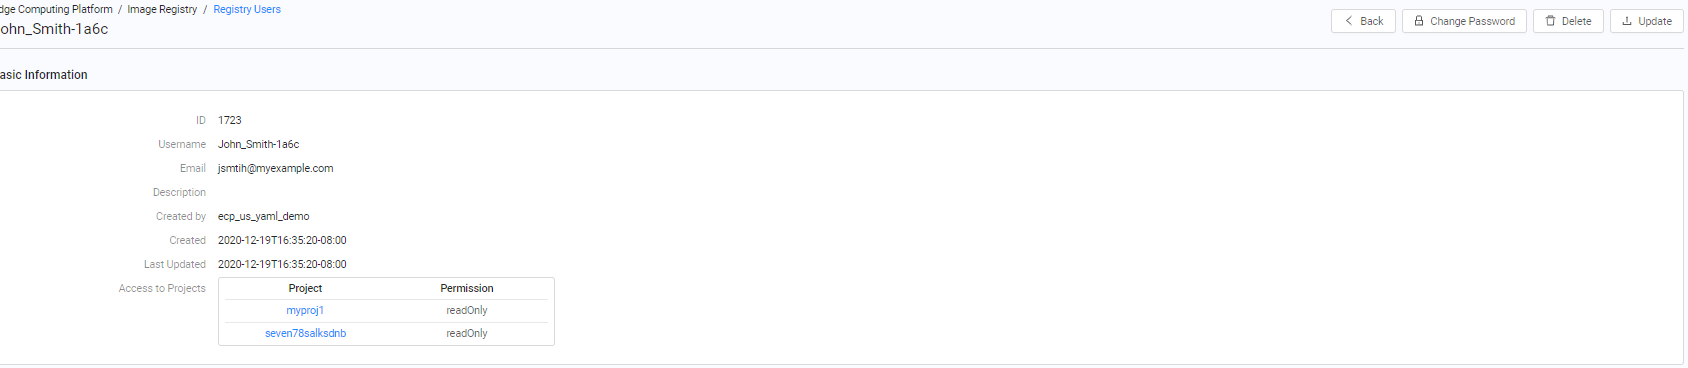 dge Computing Platform / Image Registry / Registry Users
ohn_Smith-1a6c
Back Change Password Delete Update
asic Information
ID 1723
Username John_Smith-1a6c
Email jsmtih@myexample.com
Description
Created by ecp_us_yaml_demo
Created 2020-12-19T16:35:20-08:00
Last Updated 2020-12-19T16:35:20-08:00
Access to Projects Project Permission
myproj1 readOnly
seven78salksdnb readOnly